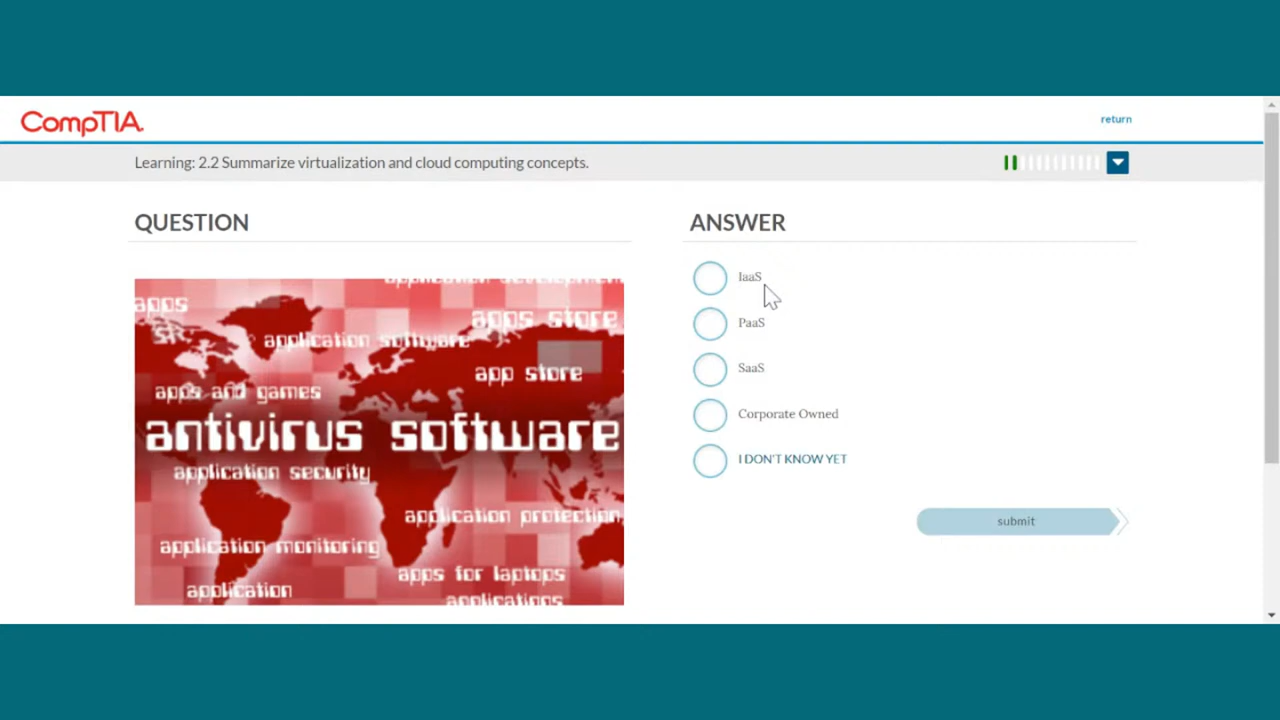 CompTIA.
return
Learning: 2.2 Summarize virtualization and cloud computing concepts.
QUESTION
ANSWER
application development
apps
apps store
application software
app store
apps and games
antivirus software
application security
application protection
application monitoring
apps for laptops
application
applications
IaaS
PaaS
SaaS
Corporate Owned
I DON'T KNOW YET
submit